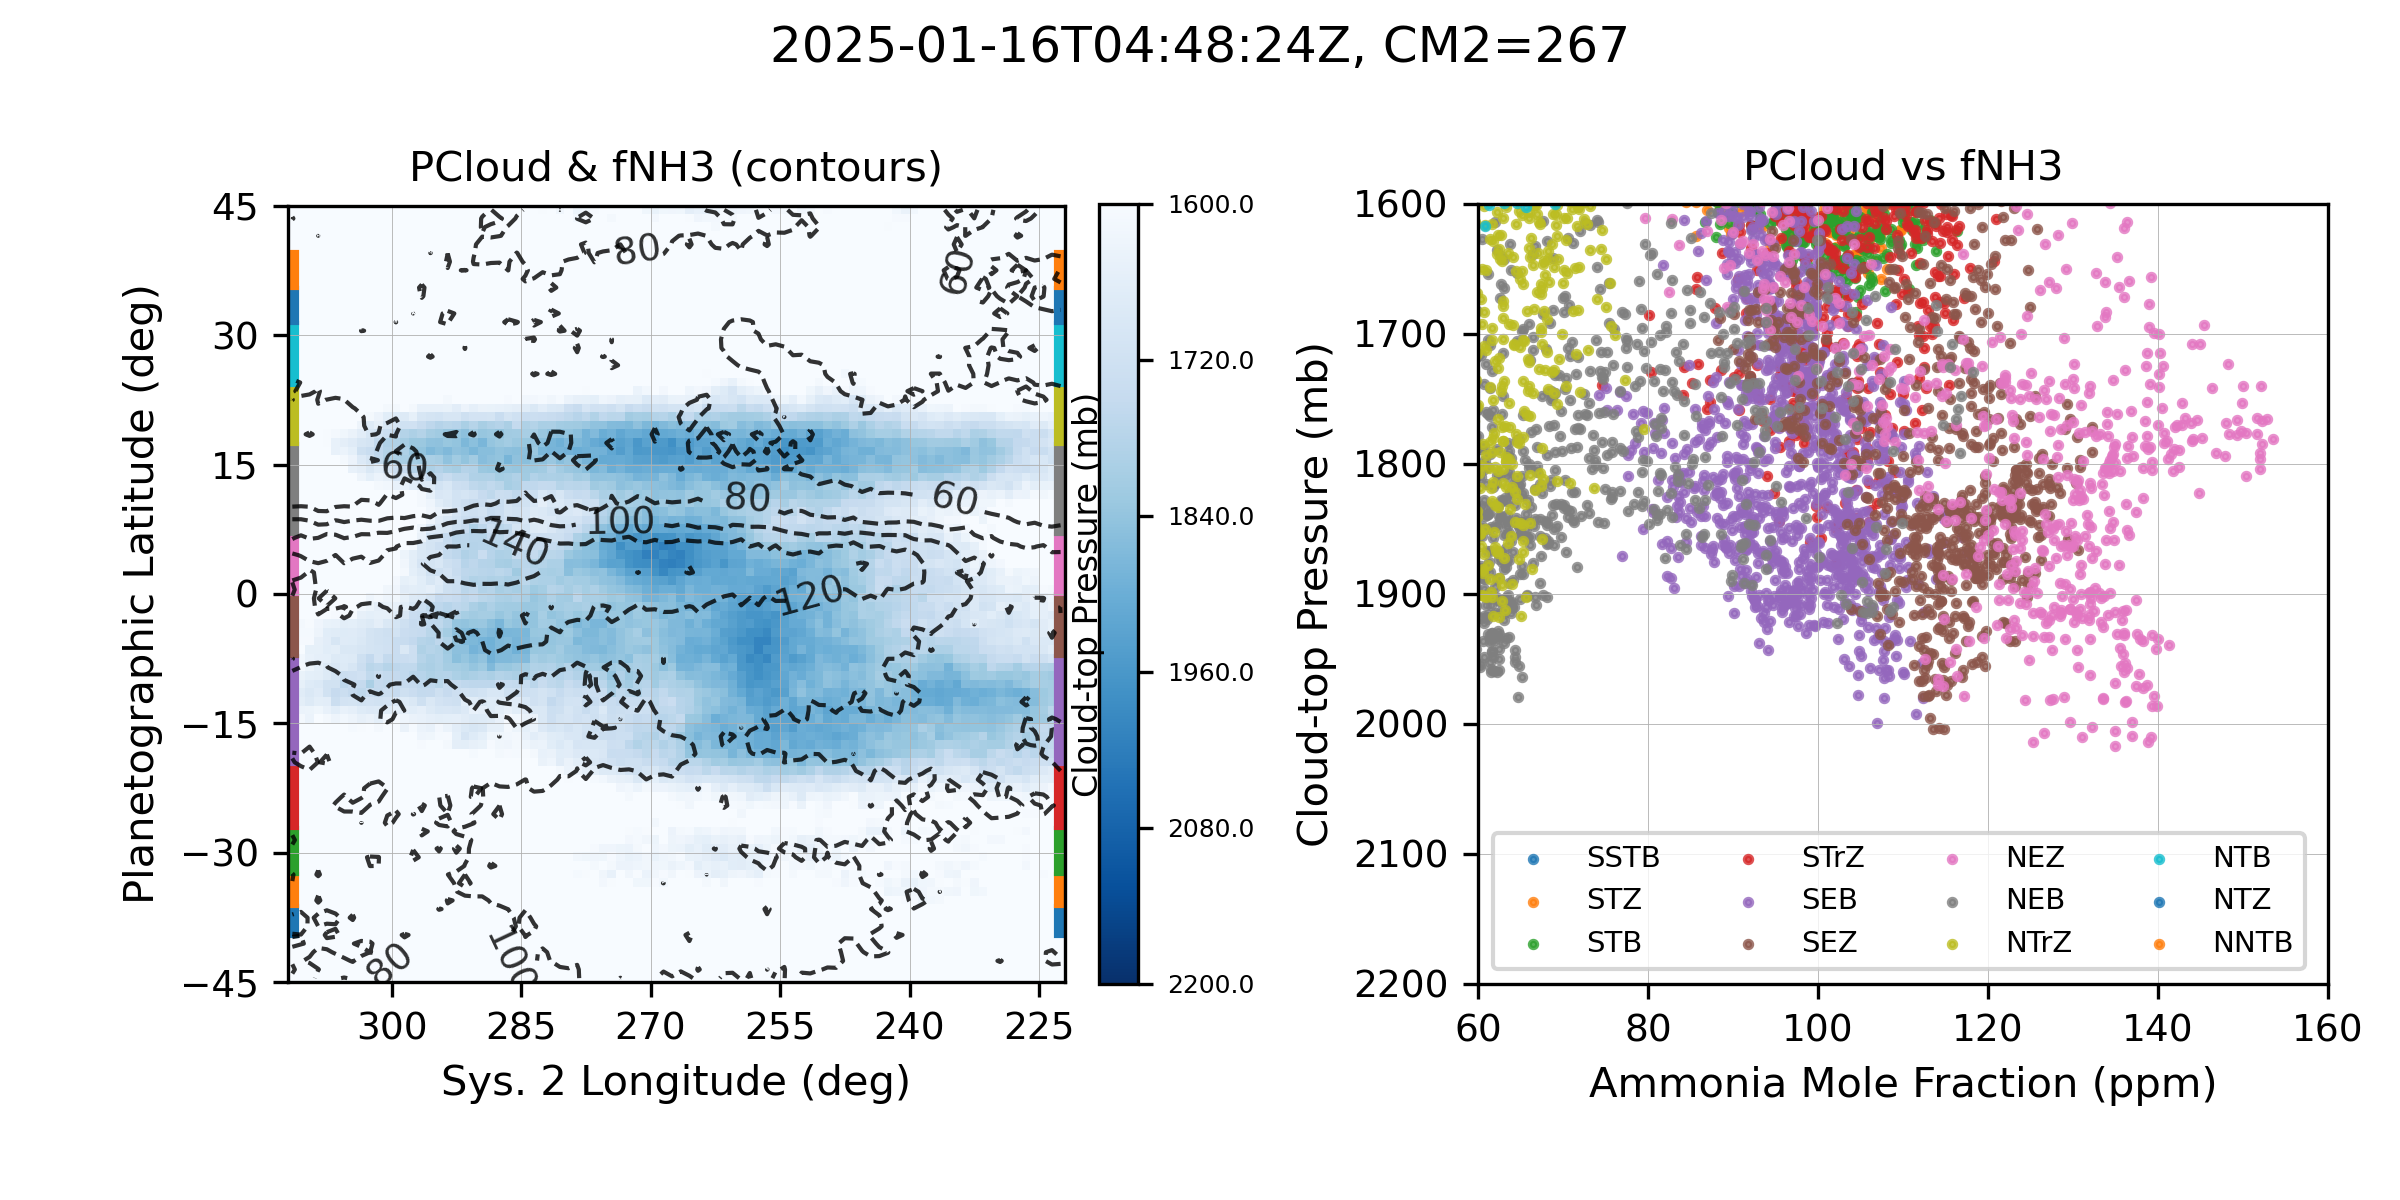 2025-01-16T04:48:24Z, CM2=267
PCloud & fNH3 (contours)
45
30
15
0
−15
−30
−45
Planetographic Latitude (deg)
80
60
60
80
60
100
140
120
80
100
300
285
270
255
240
225
Sys. 2 Longitude (deg)
1600.0
1720.0
1840.0
1960.0
2080.0
2200.0
Cloud-top Pressure (mb)
PCloud vs fNH3
1600
1700
1800
1900
2000
2100
2200
Cloud-top Pressure (mb)
SSTB
STZ
STB
STrZ
SEB
SEZ
NEZ
NEB
NTrZ
NTB
NTZ
NNTB
60
80
100
120
140
160
Ammonia Mole Fraction (ppm)